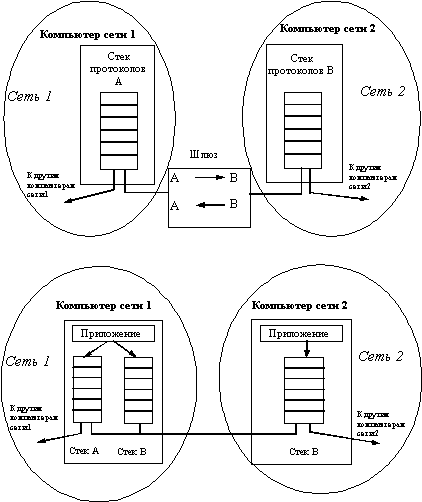 Компьютер сети 1
Компьютер сети 2
Стек
протоколов
А
Стек
протоколов В
Сеть 1
Сеть 2
Шлюз
К другим
компьютерам
сети1
А
В
А
В
К другим
компьютерам
сети2
Компьютер сети 1
Компьютер сети 2
Приложение
Приложение
Сеть 1
Сеть 2
К другим
компьютерам
сети1
К другим
компьютерам
сети2
Стек А
Стек В
Стек В